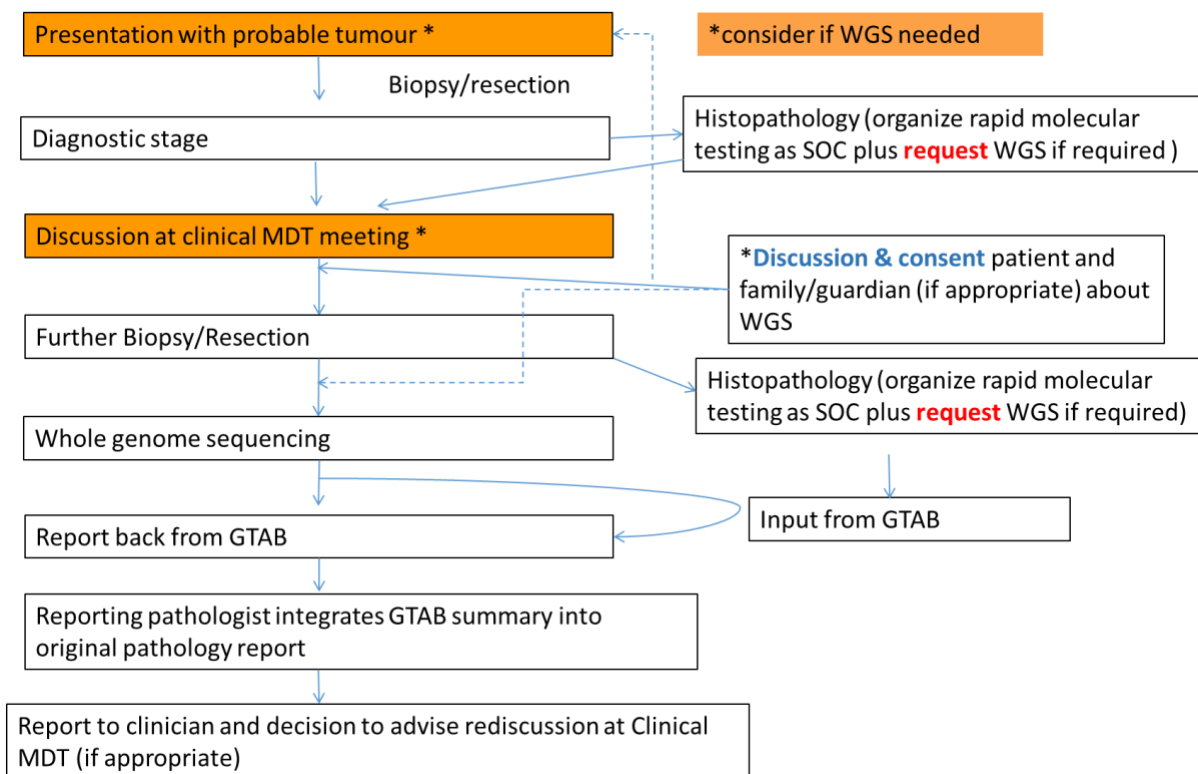 Presentation with probable tumour *
*consider if WGS needed
Biopsy/resection
Histopathology (organize rapid molecular
testing as SOC plus request WGS if required )
Diagnostic stage
Discussion at clinical MDT meeting *
*Discussion & consent patient and
family/guardian (if appropriate) about
WGS
Further Biopsy/Resection
Histopathology (organize rapid molecular
testing as SOC plus request WGS if required)
Whole genome sequencing
Input from GTAB
Report back from GTAB
Reporting pathologist integrates GTAB summary into
original pathology report
Report to clinician and decision to advise rediscussion at Clinical
MDT (if appropriate)